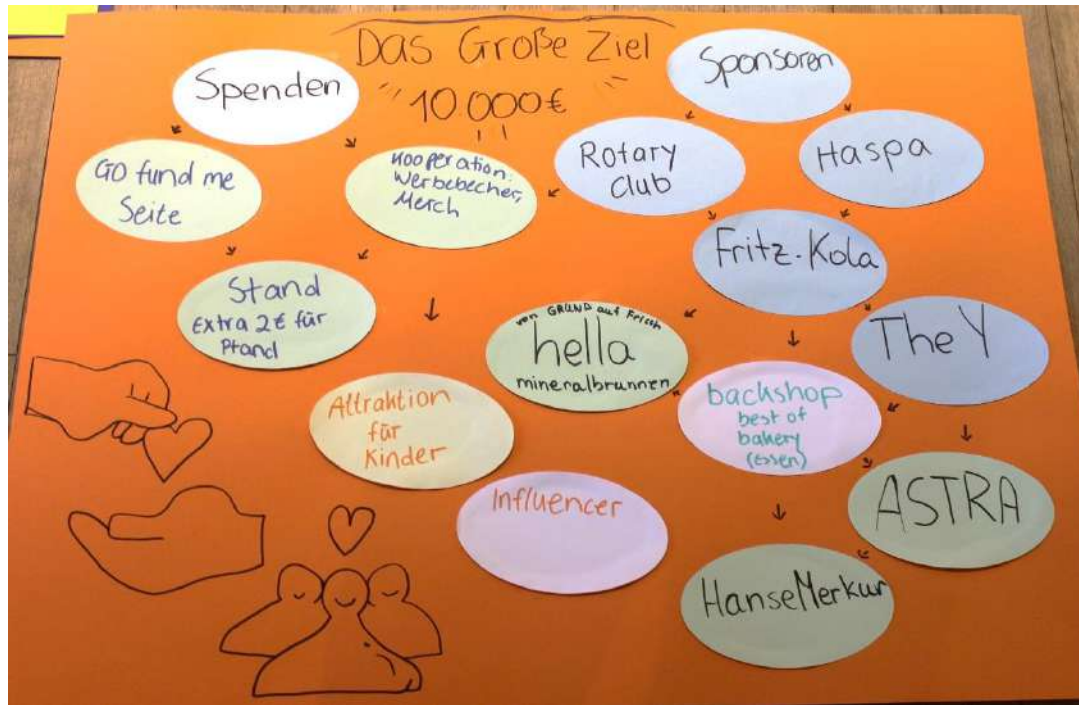 Das Große Ziel
10 000 €
Spenden
GO fund me
Seite
Kooperation:
Werbebecher,
Merch
Stand
Extra 2€ für
Pfand
Attraktion
für
Kinder
Influencer
Sponsoren
Rotary
Club
Haspa
Fritz-Kola
von GRUND auf Frisch
hella
mineralbrunnen
The Y
backshop
best of
bakery
(Essen)
ASTRA
HanseMerkur